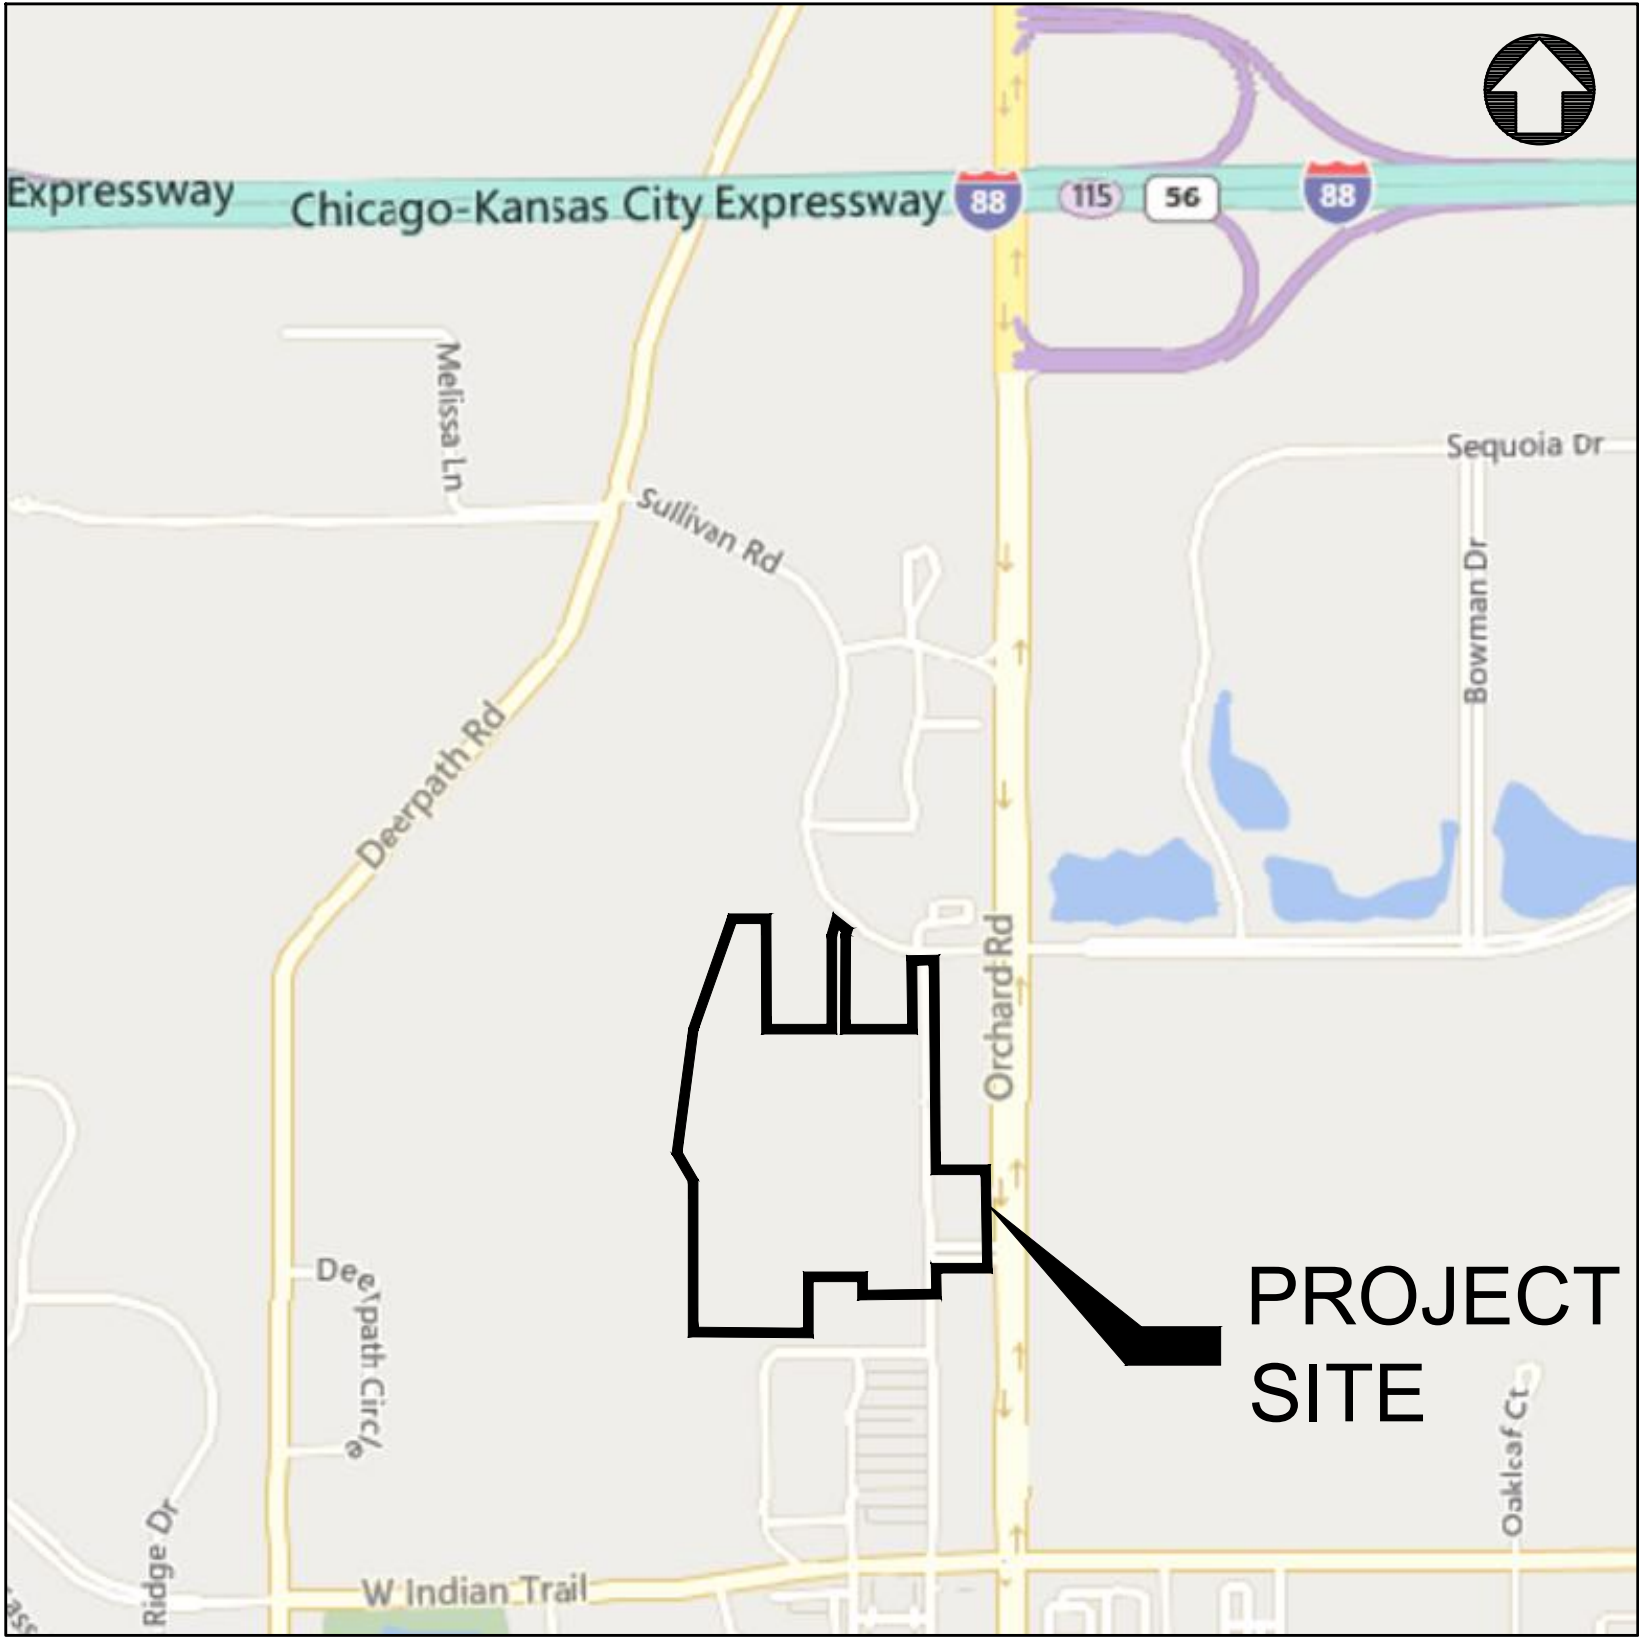 Expressway
Chicago-Kansas City Expressway
88
115
56
88
Melissa Ln
Sequoia Dr
Sullivan Rd
Bowman Dr
Deerpath Rd
Orchard Rd
PROJECT
SITE
Deerpath Circle
Oakleaf Ct
Ridge Dr
W Indian Trail